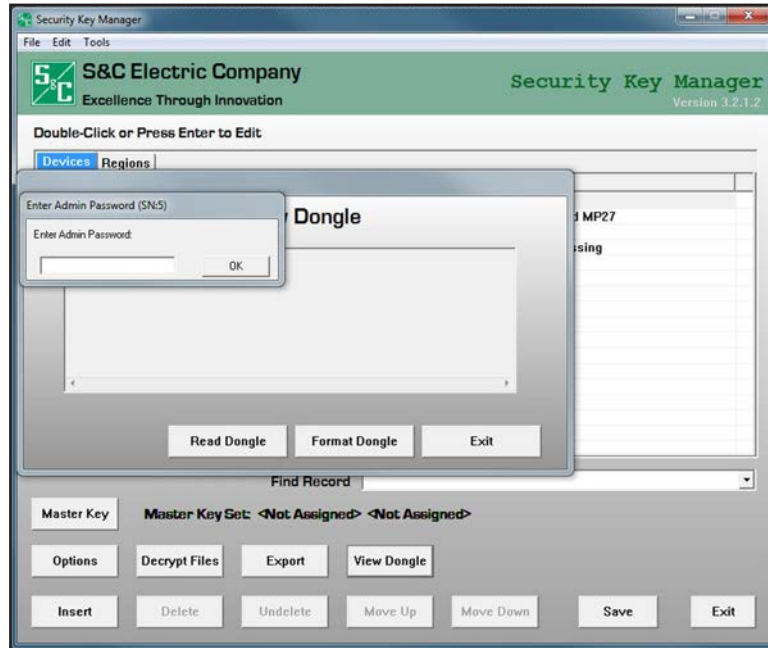 Security Key Manager
File Edit Tools
S&C
S&C Electric Company
Excellence Through Innovation
Security Key Manager
Version 3.2.1.2
Double-Click or Press Enter to Edit
Devices Regions
Enter Admin Password (SN:5)
Dongle
MP27
Enter Admin Password:
OK
Read Dongle Format Dongle Exit
Find Record
Master Key Master Key Set: <Not Assigned> <Not Assigned>
Options Decrypt Files Export View Dongle
Insert Delete Undelete Move Up Move Down Save Exit